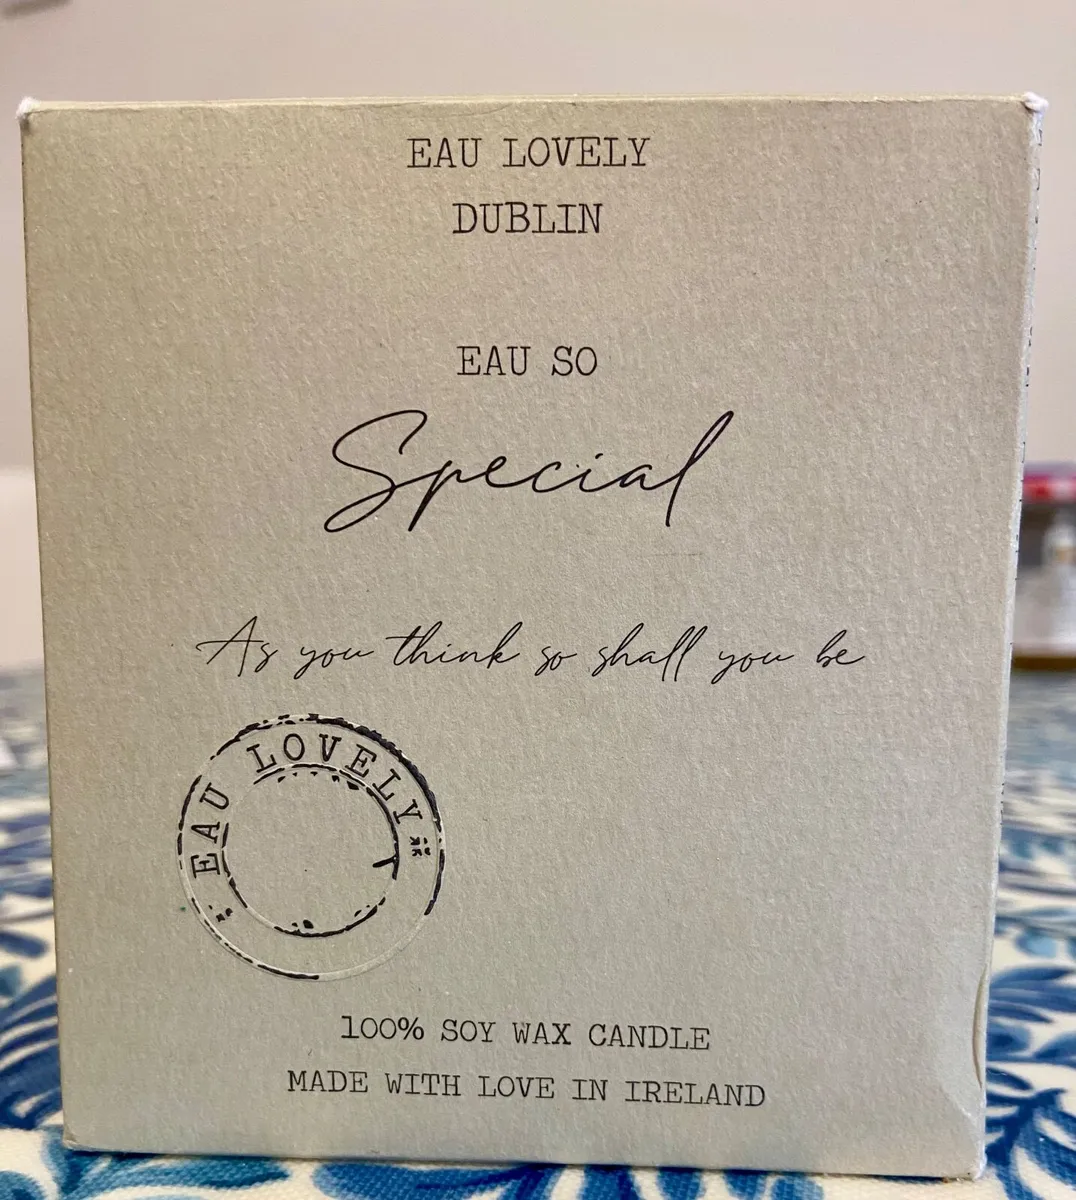 EAU LOVELY
DUBLIN
EAU SO
Special
As you think so shall you be
EAU LOVELY
100% SOY WAX CANDLE
MADE WITH LOVE IN IRELAND